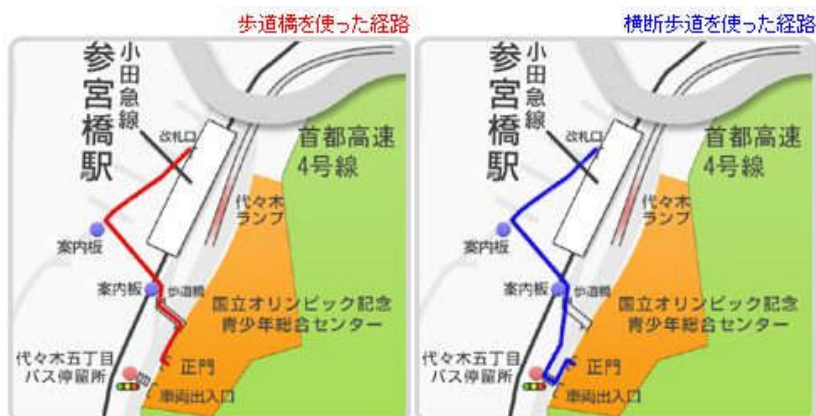 歩道橋を使った経路
小田急線
参宮橋駅
改札口
首都高速
4号線
代々木
ランプ
案内板
案内板
歩道橋
国立オリンピック記念
青少年総合センター
代々木五丁目
バス停留所
正門
車両出入口
横断歩道を使った経路
小田急線
参宮橋駅
改札口
首都高速
4号線
代々木
ランプ
案内板
案内板
歩道橋
国立オリンピック記念
青少年総合センター
代々木五丁目
バス停留所
正門
車両出入口